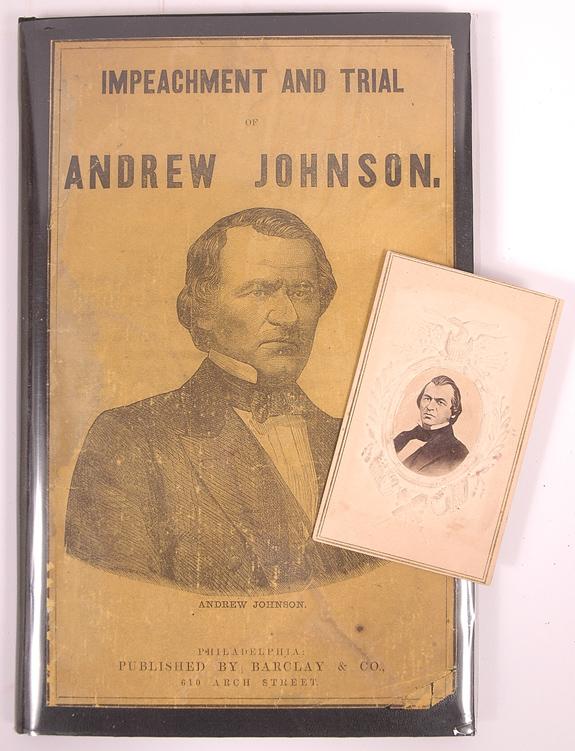 IMPEACHMENT AND TRIAL
OF
ANDREW JOHNSON.
ANDREW JOHNSON.
PHILADELPHIA:
PUBLISHED BY BARCLAY & CO.,
610 ARCH STREET.